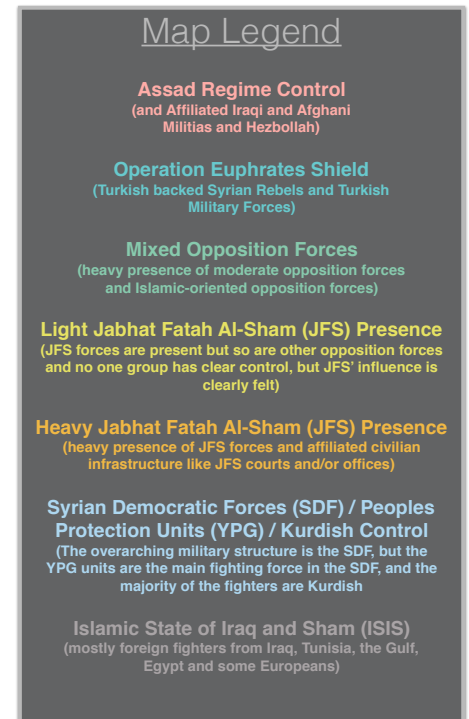 Map Legend
Assad Regime Control
(and Affiliated Iraqi and Afghani
Militias and Hezbollah)
Operation Euphrates Shield
(Turkish backed Syrian Rebels and Turkish
Military Forces)
Mixed Opposition Forces
(heavy presence of moderate opposition forces
and Islamic-oriented opposition forces)
Light Jabhat Fatah Al-Sham (JFS) Presence
(JFS forces are present but so are other opposition forces
and no one group has clear control, but JFS' influence is
clearly felt)
Heavy Jabhat Fatah Al-Sham (JFS) Presence
(heavy presence of JFS forces and affiliated civilian
infrastructure like JFS courts and/or offices)
Syrian Democratic Forces (SDF) / Peoples
Protection Units (YPG) / Kurdish Control
(The overarching military structure is the SDF, but the
YPG units are the main fighting force in the SDF, and the
majority of the fighters are Kurdish
Islamic State of Iraq and Sham (ISIS)
(mostly foreign fighters from Iraq, Tunisia, the Gulf,
Egypt and some Europeans)